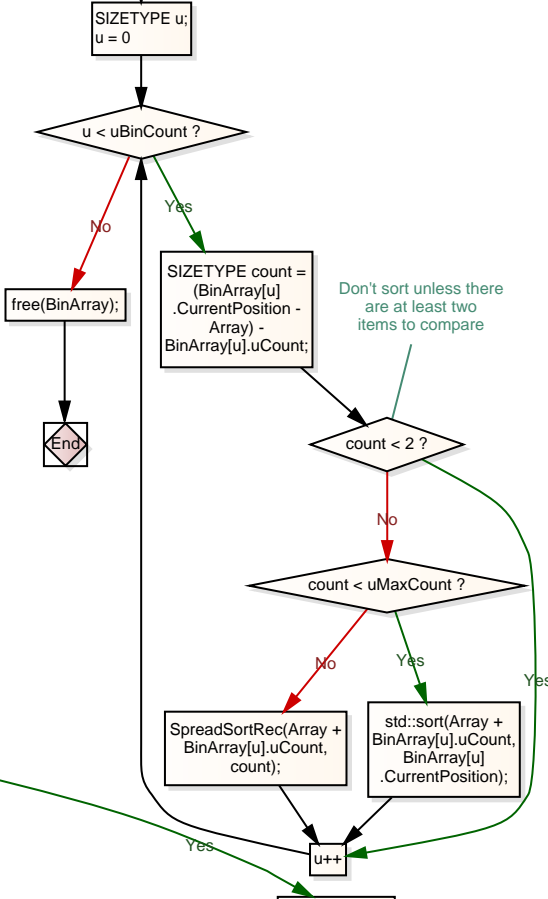 SIZETYPE u;
u = 0
u < uBinCount ?
No
Yes
free(BinArray);
SIZETYPE count =
(BinArray[u]
.CurrentPosition -
Array) -
BinArray[u].uCount;
Don't sort unless there
are at least two
items to compare
End
count < 2 ?
No
count < uMaxCount ?
No
Yes
Yes
SpreadSortRec(Array +
BinArray[u].uCount,
count);
std::sort(Array +
BinArray[u].uCount,
BinArray[u]
.CurrentPosition);
Yes
u++